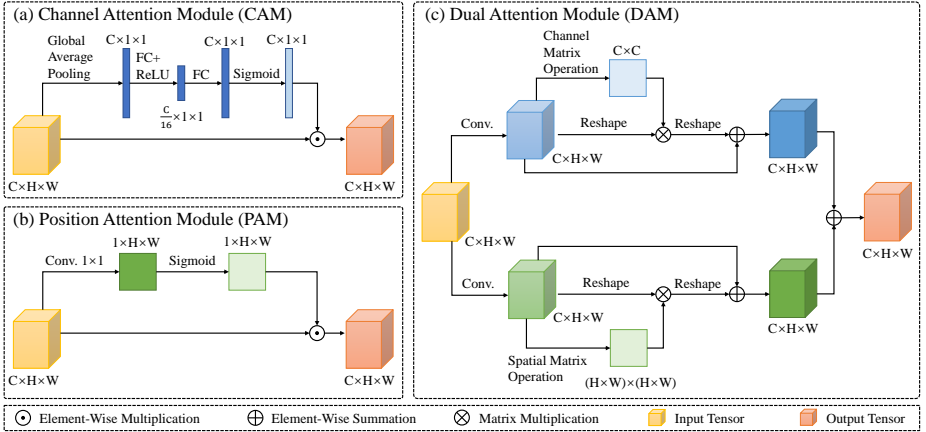 (a) Channel Attention Module (CAM)
Global
Average
Pooling
C×1×1
FC+
ReLU
C/16 ×1×1
FC
C×1×1
Sigmoid
C×1×1
C×H×W
C×H×W
(b) Position Attention Module (PAM)
Conv. 1×1
1×H×W
Sigmoid
1×H×W
C×H×W
C×H×W
(c) Dual Attention Module (DAM)
Channel
Matrix
Operation
C×C
Conv.
Reshape
Reshape
C×H×W
C×H×W
C×H×W
C×H×W
Conv.
Reshape
Reshape
C×H×W
C×H×W
Spatial Matrix
Operation
(H×W)×(H×W)
Element-Wise Multiplication
Element-Wise Summation
Matrix Multiplication
Input Tensor
Output Tensor